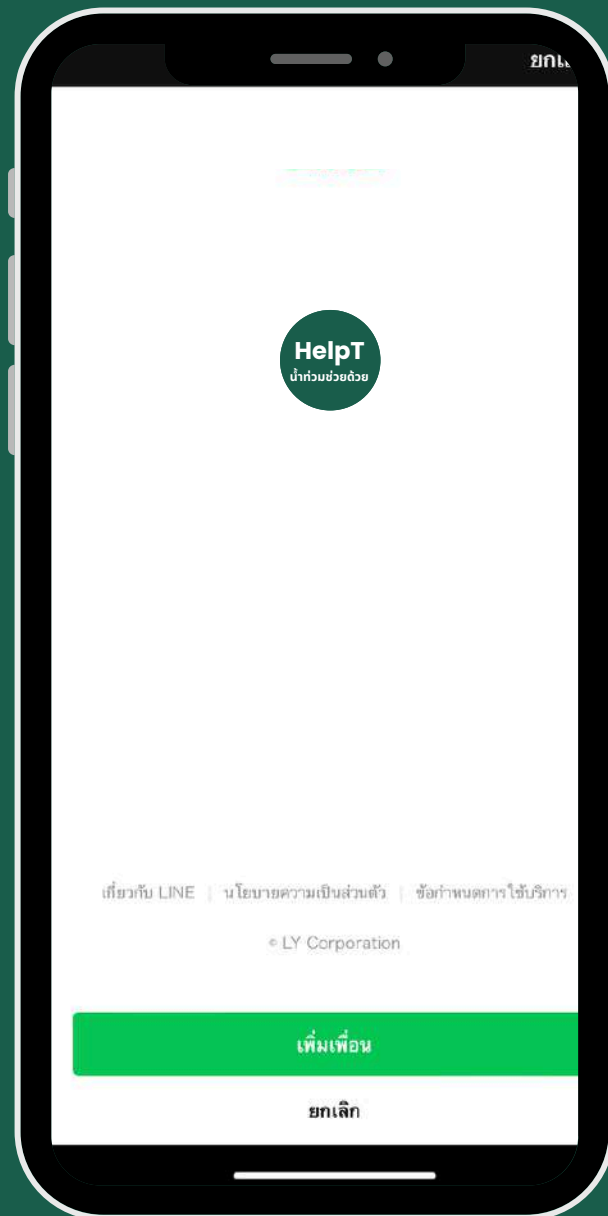 HelpT
น้ำท่วมช่วยด้วย
เกี่ยวกับ LINE | นโยบายความเป็นส่วนตัว | ข้อกำหนดการใช้บริการ
© LY Corporation
เพิ่มเพื่อน
ยกเลิก